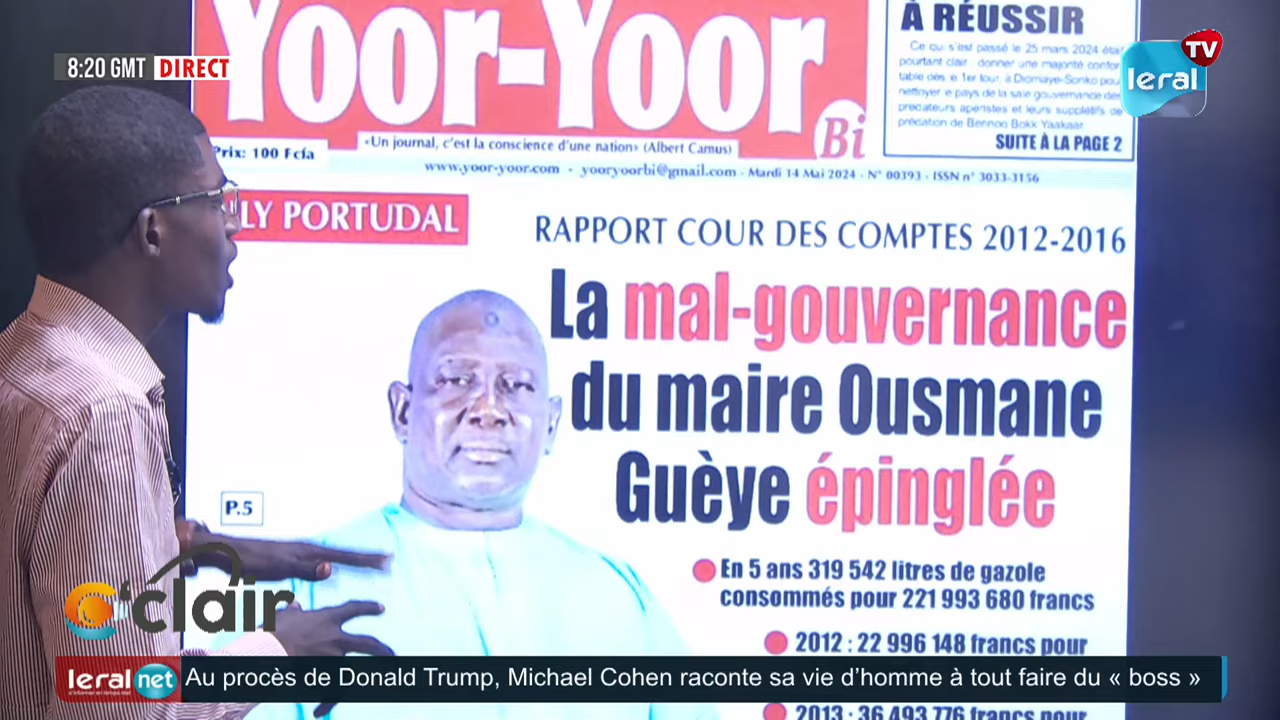 8:20 GMT DIRECT
Yoor-Yoor
Bi
Prix: 100 Fcfa
«Un journal, c'est la conscience d'une nation» (Albert Camus)
www.yoor-yoor.com - yooryoorbi@gmail.com - Mardi 14 Mai 2024 - N° 00393 - ISSN n° 3033-3156
À RÉUSSIR
Ce qui s'est passé le 25 mars 2024 était
pourtant clair : donner une majorité confor
table dès le 1er tour, à Diomaye-Sonko pou
nettoyer le pays de la sale gouvernance des
prédateurs apéristes et leurs supplétifs de
prédation de Bennoo Bokk Yaakaar.
SUITE À LA PAGE 2
leral TV
LY PORTUDAL
RAPPORT COUR DES COMPTES 2012-2016
La mal-gouvernance
du maire Ousmane
Guèye épinglée
P.5
En 5 ans 319 542 litres de gazole
consommés pour 221 993 680 francs
2012 : 22 996 148 francs pour
2013 : 36 493 776 francs pour
O'clair
leral net
Au procès de Donald Trump, Michael Cohen raconte sa vie d'homme à tout faire du « boss »